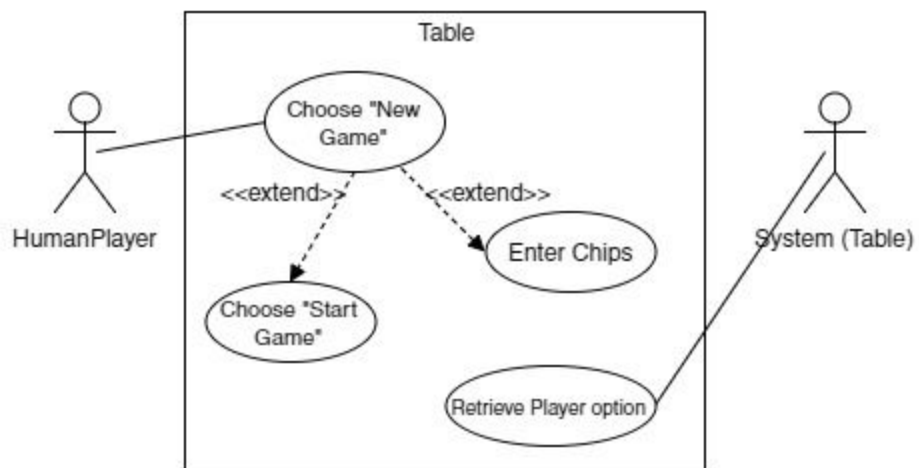 Table
Choose "New
Game"
<<extend>>
<<extend>>
HumanPlayer
System (Table)
Enter Chips
Choose "Start
Game"
Retrieve Player option